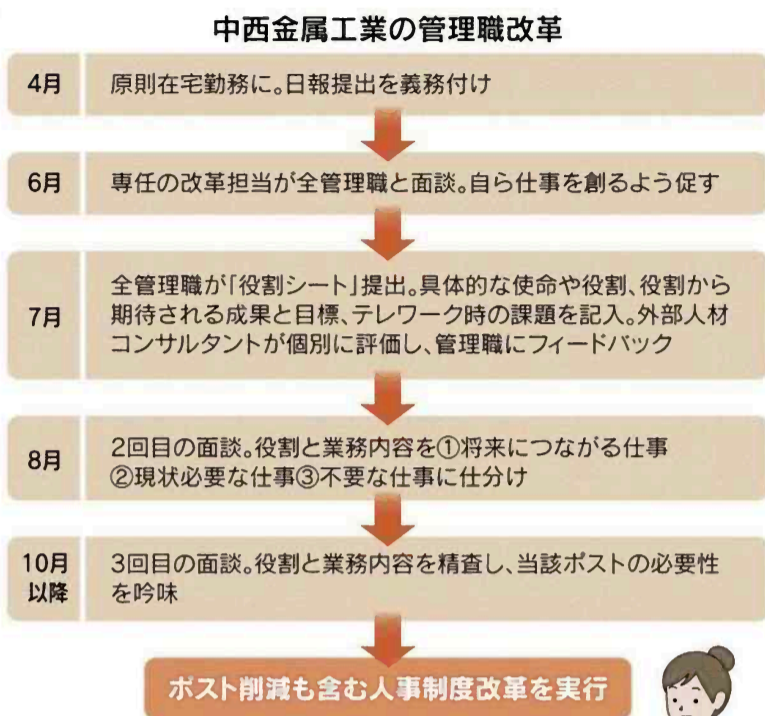 中西金属工業の管理職改革
4月
原則在宅勤務に。日報提出を義務付け
6月
専任の改革担当が全管理職と面談。自ら仕事を創るよう促す
7月
全管理職が「役割シート」提出。具体的な使命や役割、役割から
期待される成果と目標、テレワーク時の課題を記入。外部人材
コンサルタントが個別に評価し、管理職にフィードバック
8月
2回目の面談。役割と業務内容を①将来につながる仕事
②現状必要な仕事③不要な仕事に仕分け
10月
以降
3回目の面談。役割と業務内容を精査し、当該ポストの必要性
を吟味
ポスト削減も含む人事制度改革を実行